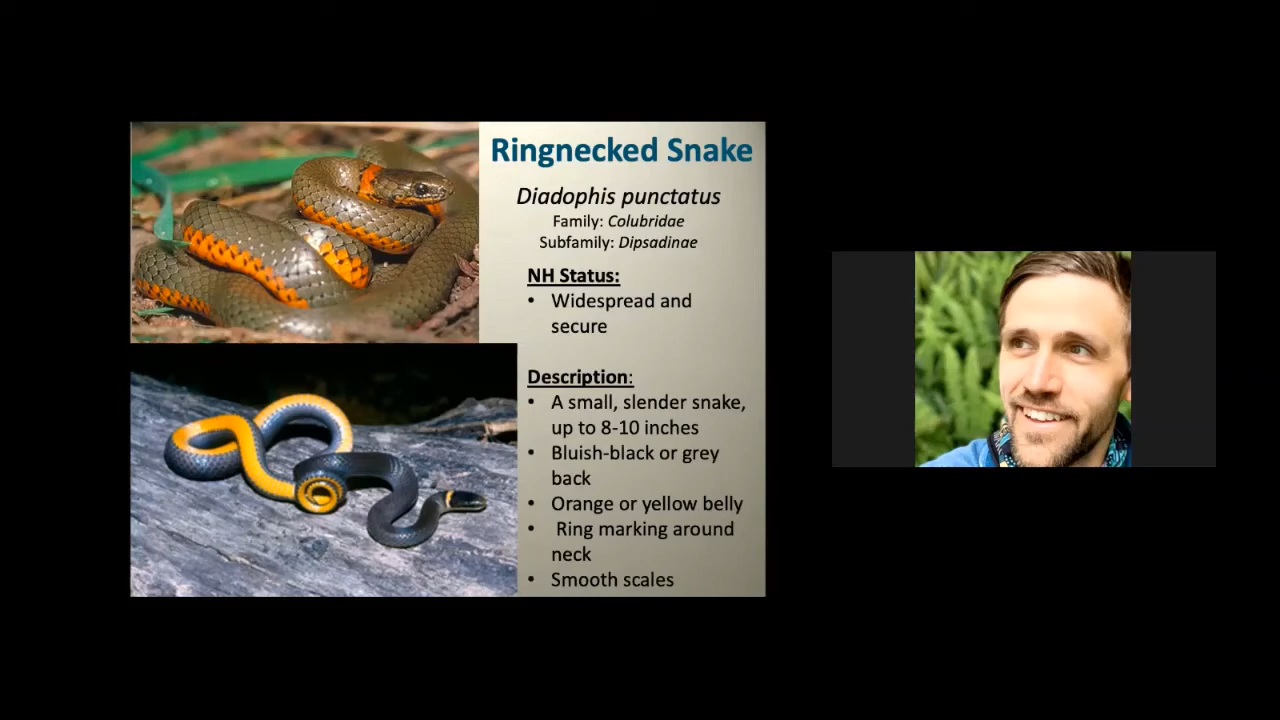 Ringnecked Snake
Diadophis punctatus
Family: Colubridae
Subfamily: Dipsadinae
NH Status:
• Widespread and
secure
Description:
• A small, slender snake,
up to 8-10 inches
• Bluish-black or grey
back
• Orange or yellow belly
• Ring marking around
neck
• Smooth scales